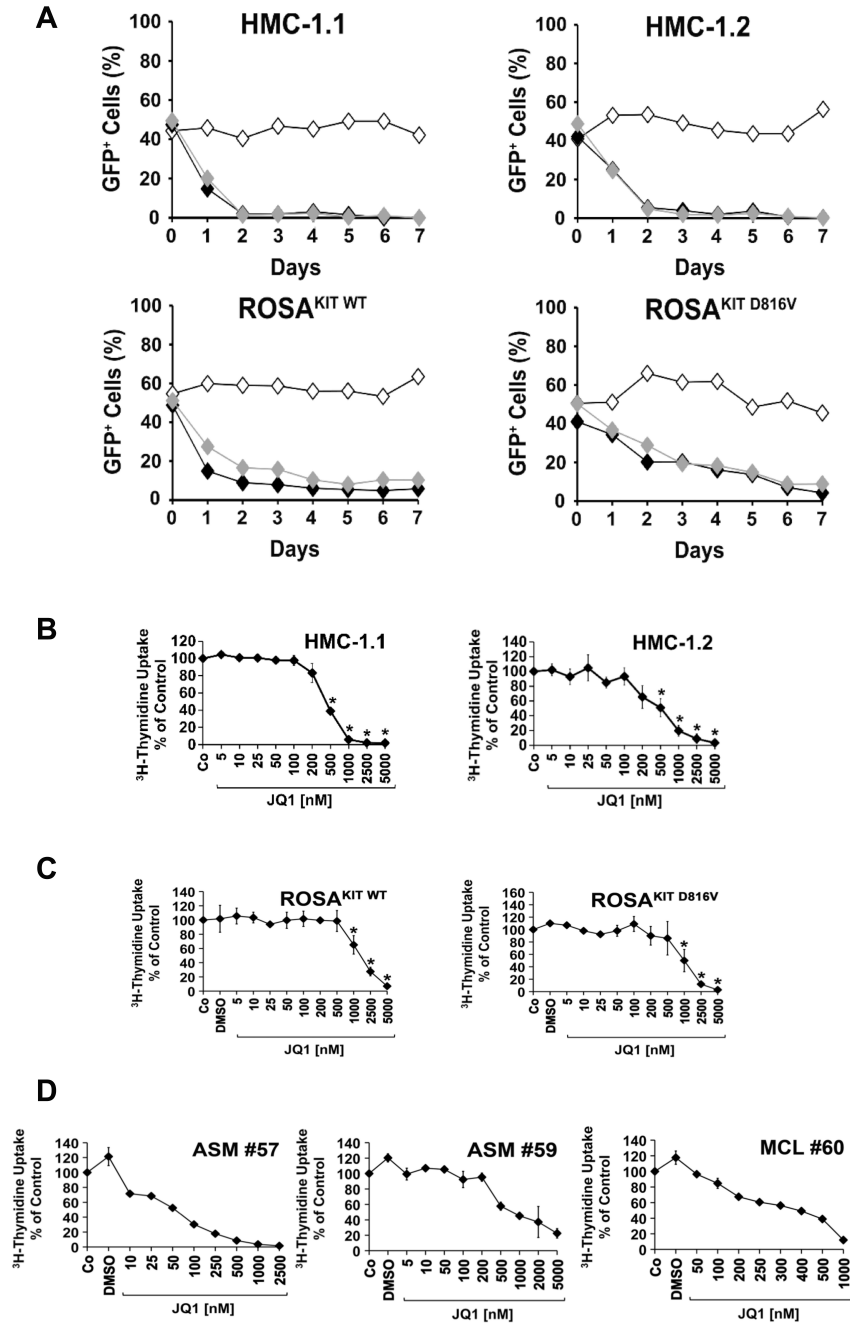 A
HMC-1.1
GFP+ Cells (%)
100
80
60
40
20
0
0 1 2 3 4 5 6 7
Days
HMC-1.2
GFP+ Cells (%)
100
80
60
40
20
0
0 1 2 3 4 5 6 7
Days
ROSAKIT WT
GFP+ Cells (%)
100
80
60
40
20
0
0 1 2 3 4 5 6 7
Days
ROSAKIT D816V
GFP+ Cells (%)
100
80
60
40
20
0
0 1 2 3 4 5 6 7
Days
B
HMC-1.1
3H-Thymidine Uptake
% of Control
120
100
80
60
40
20
0
* * * *
Co 5 10 25 50 100 200 500 1000 2500 5000
JQ1 [nM]
HMC-1.2
3H-Thymidine Uptake
% of Control
140
120
100
80
60
40
20
0
* * * *
Co 5 10 25 50 100 200 500 1000 2500 5000
JQ1 [nM]
C
ROSAKIT WT
3H-Thymidine Uptake
% of Control
140
120
100
80
60
40
20
0
* * *
Co DMSO 5 10 25 50 100 200 500 1000 2500 5000
JQ1 [nM]
ROSAKIT D816V
3H-Thymidine Uptake
% of Control
160
140
120
100
80
60
40
20
0
* * *
Co DMSO 5 10 25 50 100 200 500 1000 2500 5000
JQ1 [nM]
D
ASM #57
3H-Thymidine Uptake
% of Control
140
120
100
80
60
40
20
0
Co DMSO 10 25 50 100 250 500 1000 2500
JQ1 [nM]
ASM #59
3H-Thymidine Uptake
% of Control
140
120
100
80
60
40
20
0
Co DMSO 5 10 50 100 200 500 1000 2000 5000
JQ1 [nM]
MCL #60
3H-Thymidine Uptake
% of Control
140
120
100
80
60
40
20
0
Co DMSO 50 100 200 250 300 400 500 1000
JQ1 [nM]